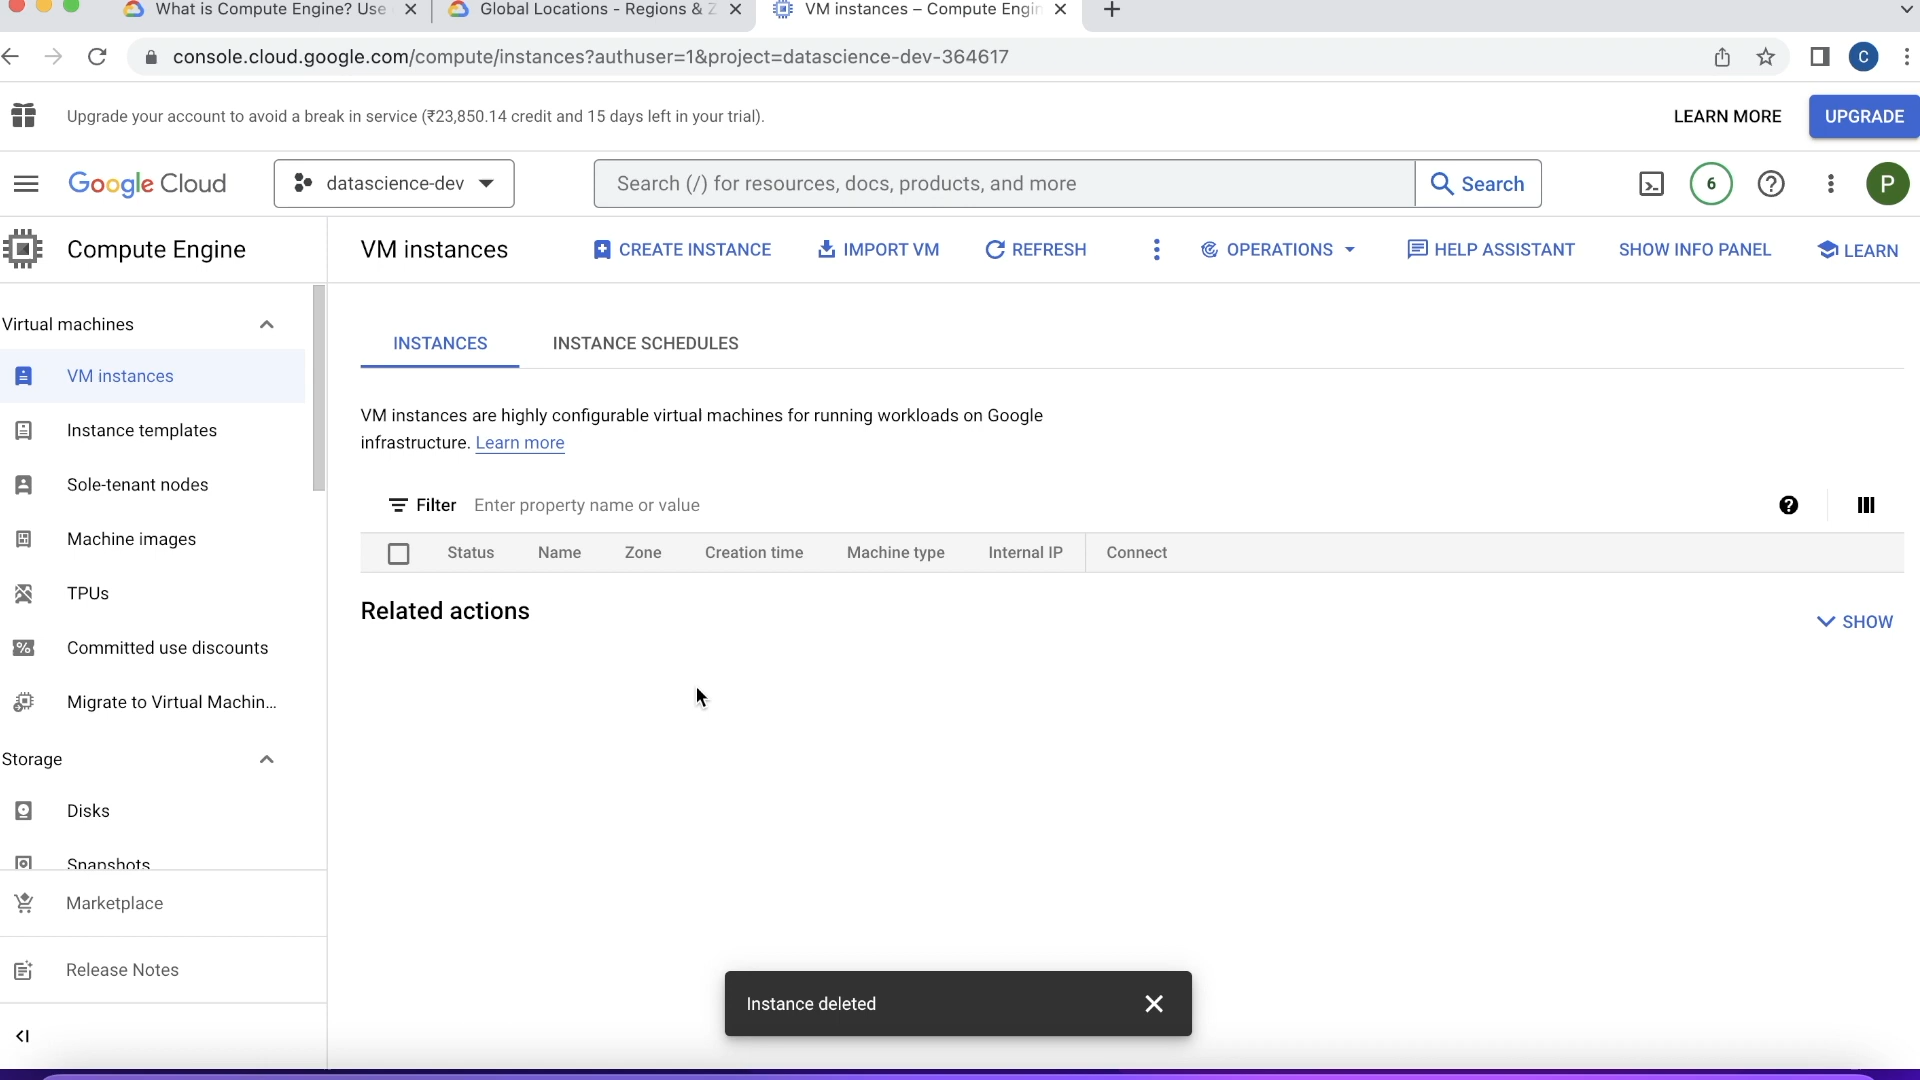 What is Compute Engine? Use
Global Locations - Regions & Z
VM instances – Compute Engin
console.cloud.google.com/compute/instances?authuser=1&project=datascience-dev-364617
C
Upgrade your account to avoid a break in service (₹23,850.14 credit and 15 days left in your trial).
LEARN MORE
UPGRADE
Google Cloud
datascience-dev
Search (/) for resources, docs, products, and more
Search
6
P
Compute Engine
VM instances
CREATE INSTANCE
IMPORT VM
REFRESH
OPERATIONS
HELP ASSISTANT
SHOW INFO PANEL
LEARN
Virtual machines
VM instances
Instance templates
Sole-tenant nodes
Machine images
TPUs
Committed use discounts
Migrate to Virtual Machin...
Storage
Disks
Snapshots
Marketplace
Release Notes
INSTANCES
INSTANCE SCHEDULES
VM instances are highly configurable virtual machines for running workloads on Google
infrastructure. Learn more
Filter Enter property name or value
Status Name Zone Creation time Machine type Internal IP Connect
Related actions
SHOW
Instance deleted